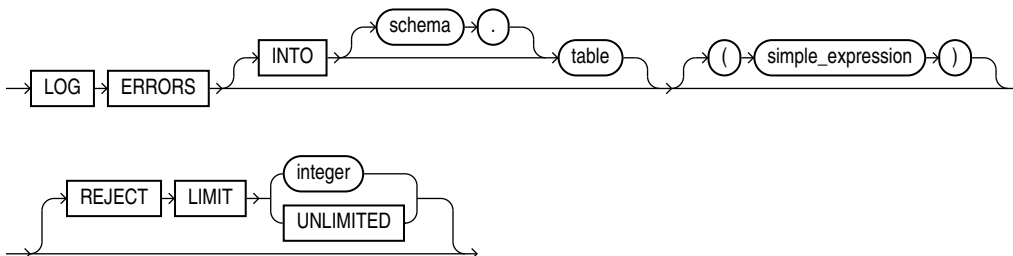 schema .
INTO table ( simple_expression )
LOG ERRORS
integer
REJECT LIMIT
UNLIMITED